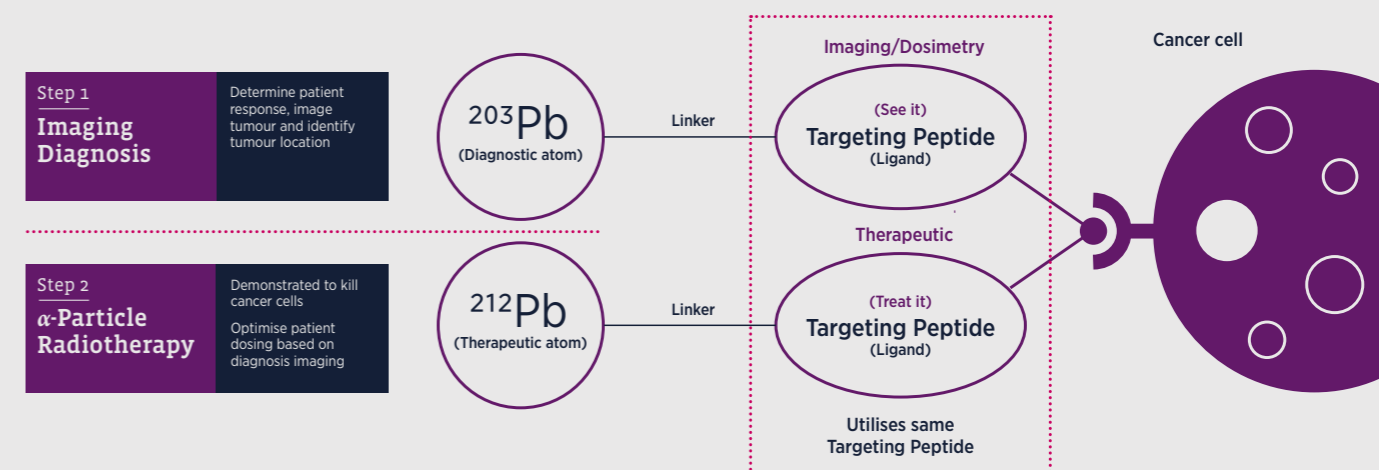 Step 1
Imaging
Diagnosis
Determine patient
response, image
tumour and identify
tumour location
²⁰³Pb
(Diagnostic atom)
Linker
Imaging/Dosimetry
(See it)
Targeting Peptide
(Ligand)
Cancer cell
Step 2
α-Particle
Radiotherapy
Demonstrated to kill
cancer cells
Optimise patient
dosing based on
diagnosis imaging
²¹²Pb
(Therapeutic atom)
Linker
Therapeutic
(Treat it)
Targeting Peptide
(Ligand)
Utilises same
Targeting Peptide